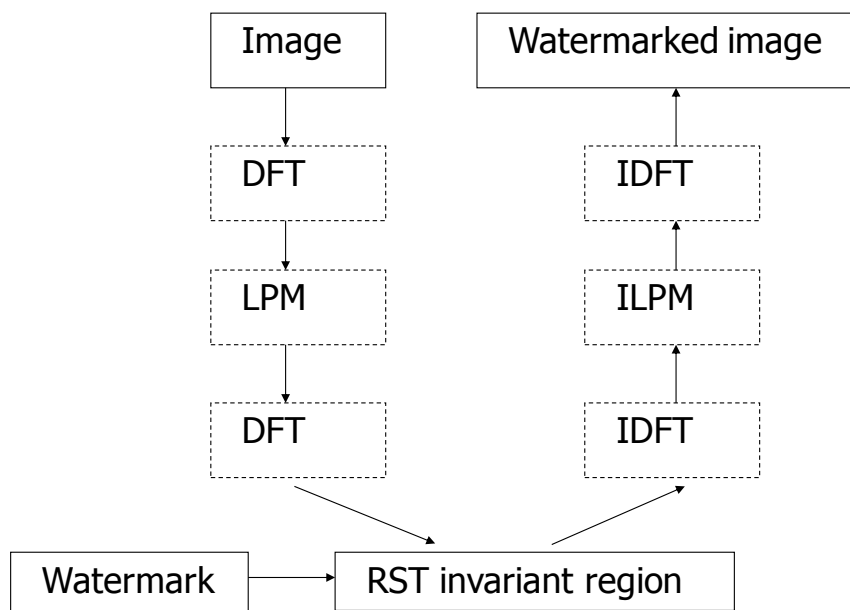 Image
Watermarked image
DFT
IDFT
LPM
ILPM
DFT
IDFT
Watermark
RST invariant region